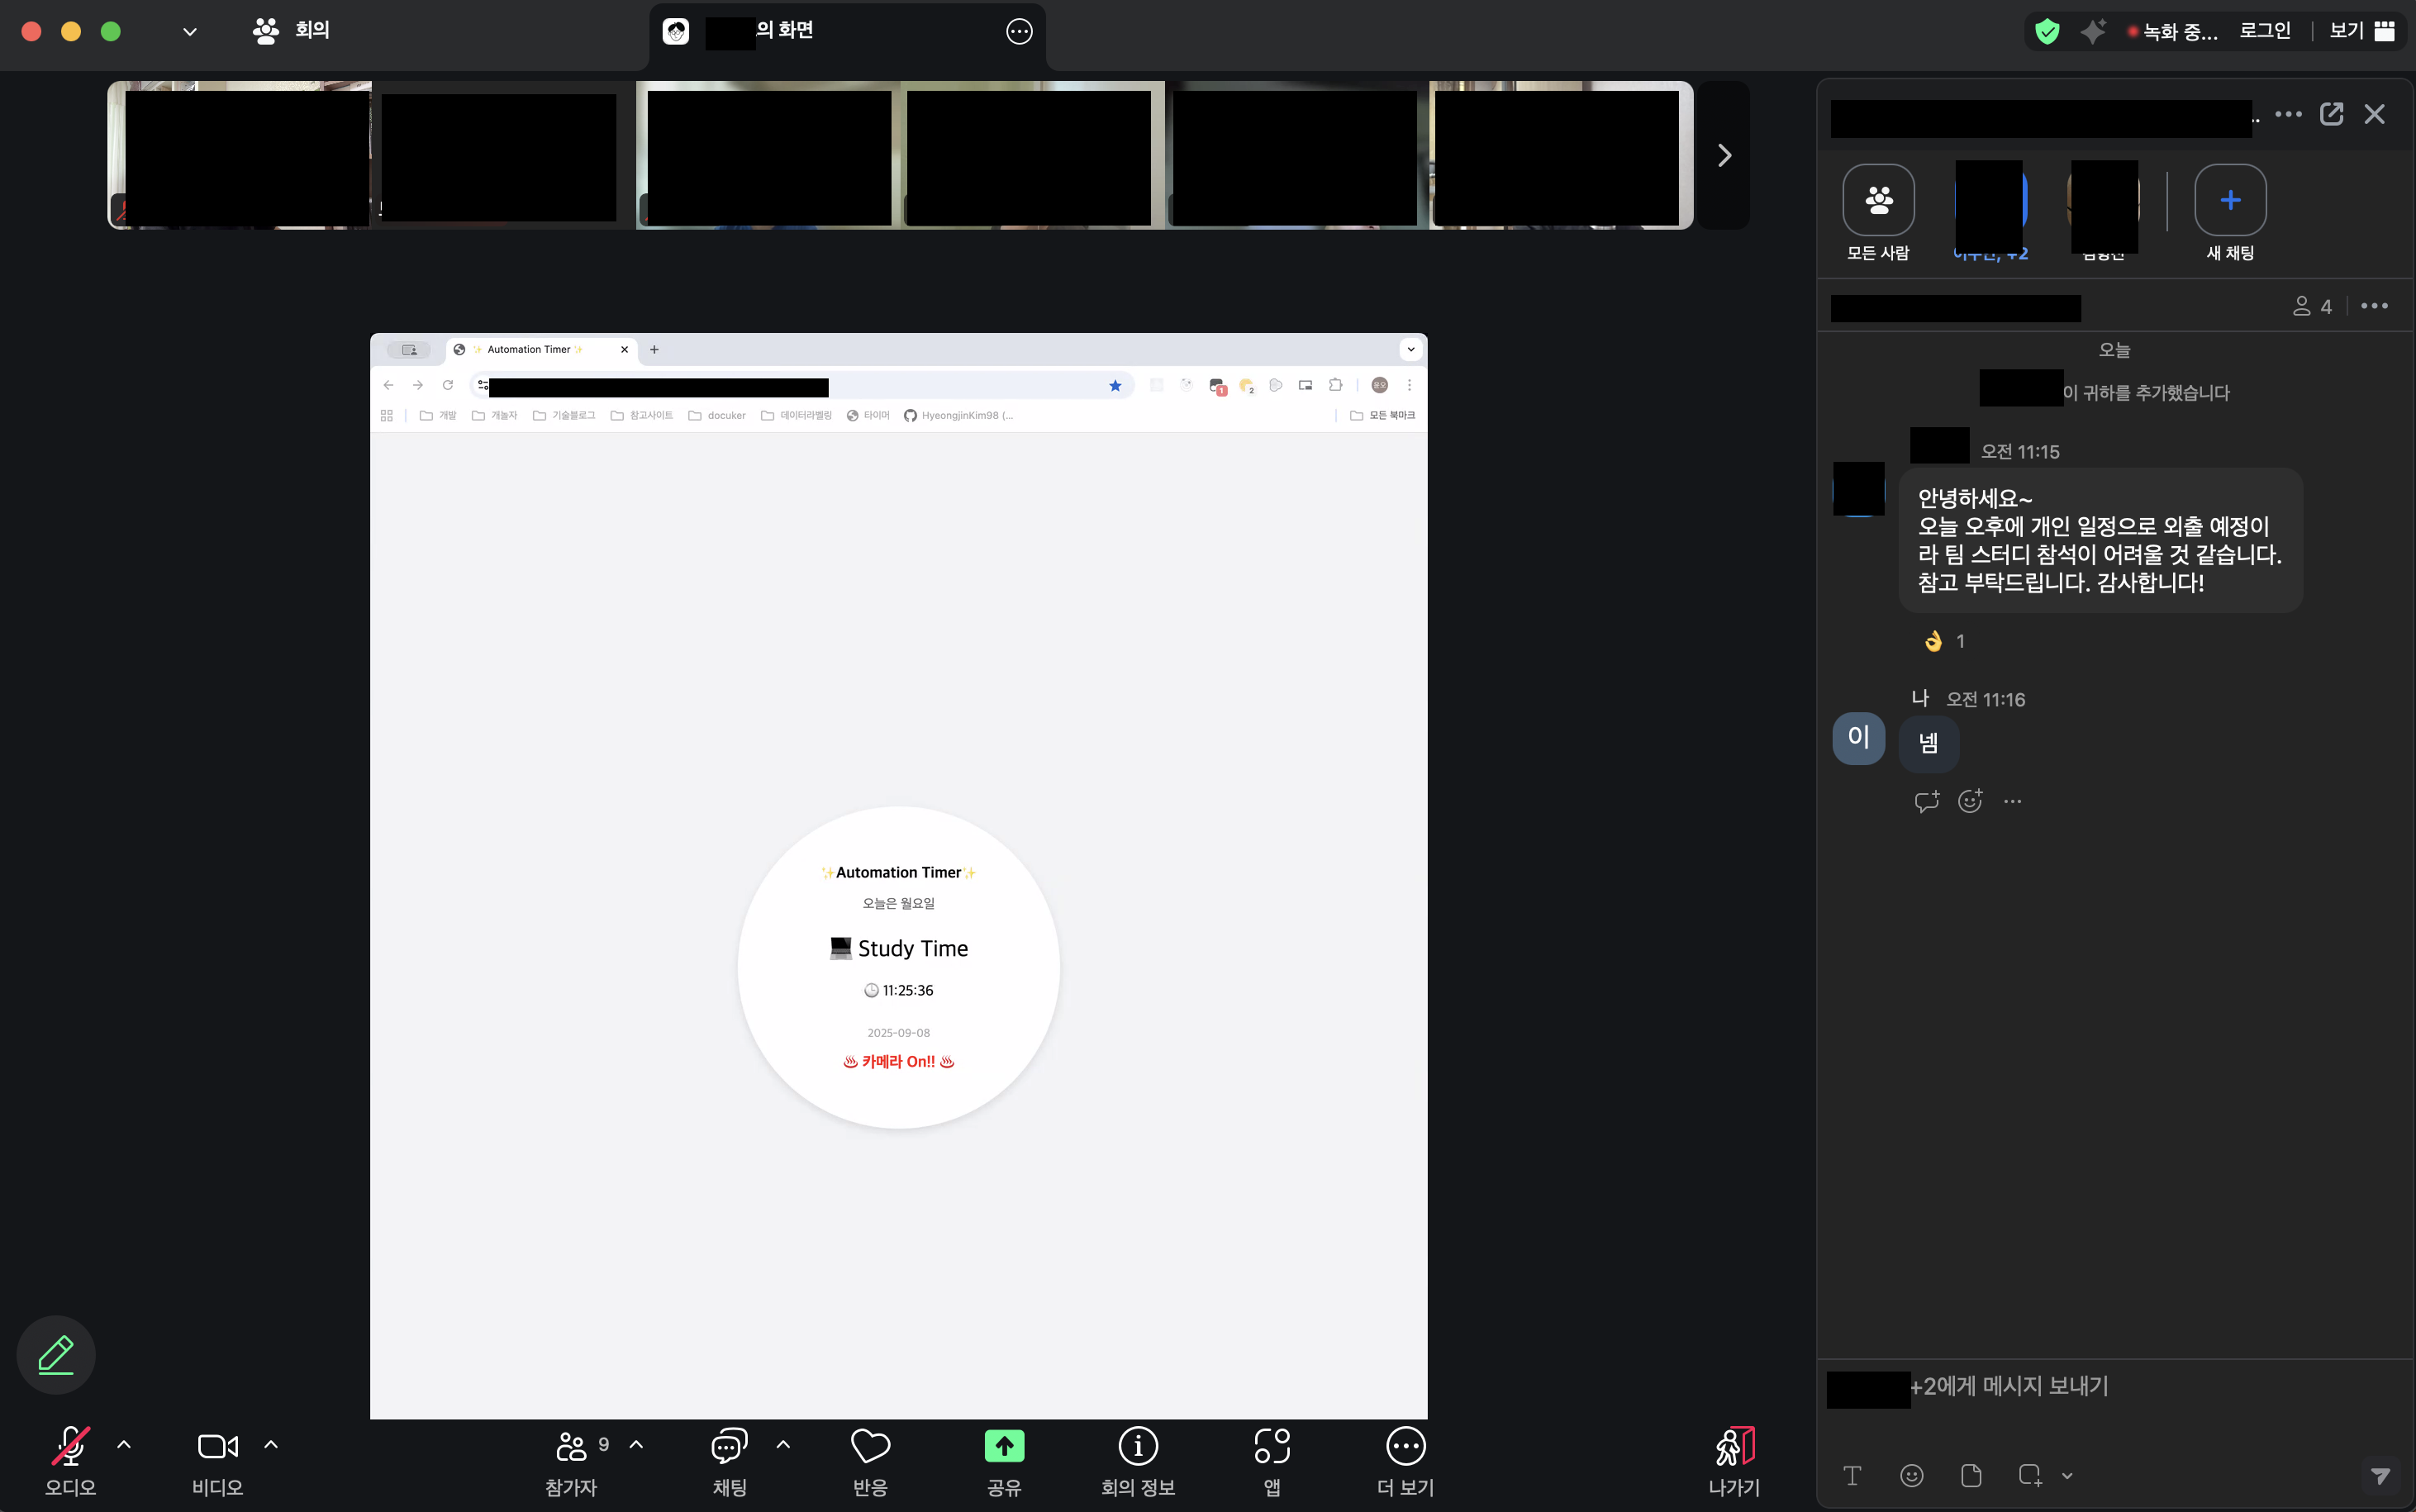 회의
의 화면
녹화 중...
로그인
보기
모든 사람
+2
새 채팅
4
Automation Timer
1
2
윤오
개발
개놀자
기술블로그
참고사이트
docuker
데이터라벨링
타이머
HyeongjinKim98 (...
모든 북마크
오늘
이 귀하를 추가했습니다
오전 11:15
안녕하세요~
오늘 오후에 개인 일정으로 외출 예정이
라 팀 스터디 참석이 어려울 것 같습니다.
참고 부탁드립니다. 감사합니다!
👌 1
나 오전 11:16
이
넴
✨Automation Timer✨
오늘은 월요일
💻 Study Time
🕒 11:25:36
2025-09-08
♨ 카메라 On!! ♨
+2에게 메시지 보내기
오디오
비디오
참가자
9
채팅
반응
공유
회의 정보
앱
더 보기
나가기